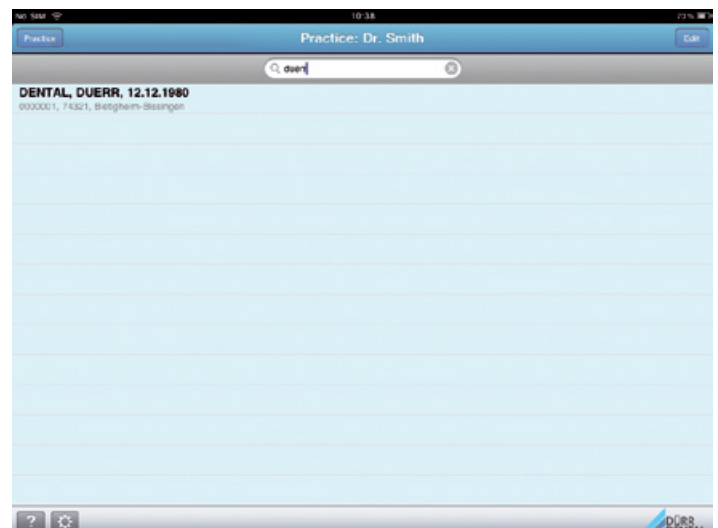 No SIM 10:38 73 %
Practice Practice: Dr. Smith Edit
duerr
DENTAL, DUERR, 12.12.1980
0000001, 74321, Bietigheim-Bissingen
?
DÜRR